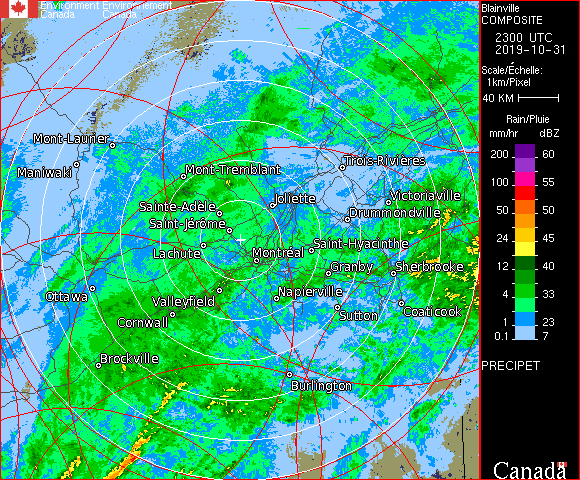 Environment Environnement
Canada Canada
Mont-Laurier
Maniwaki
Mont-Tremblant
Trois-Rivières
Sainte-Adele
Joliette
Victoriaville
Saint-Jérôme
Drummondville
Lachute
Montréal
Saint-Hyacinthe
Granby
Sherbrooke
Ottawa
Valleyfield
Napierville
Cornwall
Sutton
Coaticook
Brockville
Burlington
Blainville
COMPOSITE
2300 UTC
2019-10-31
Scale/Échelle:
1km/Pixel
40 KM
Rain/Pluie
mm/hr dBZ
200 60
100 55
50 50
24 45
12 40
4 33
1 23
0.1 7
PRECIPET
Canada